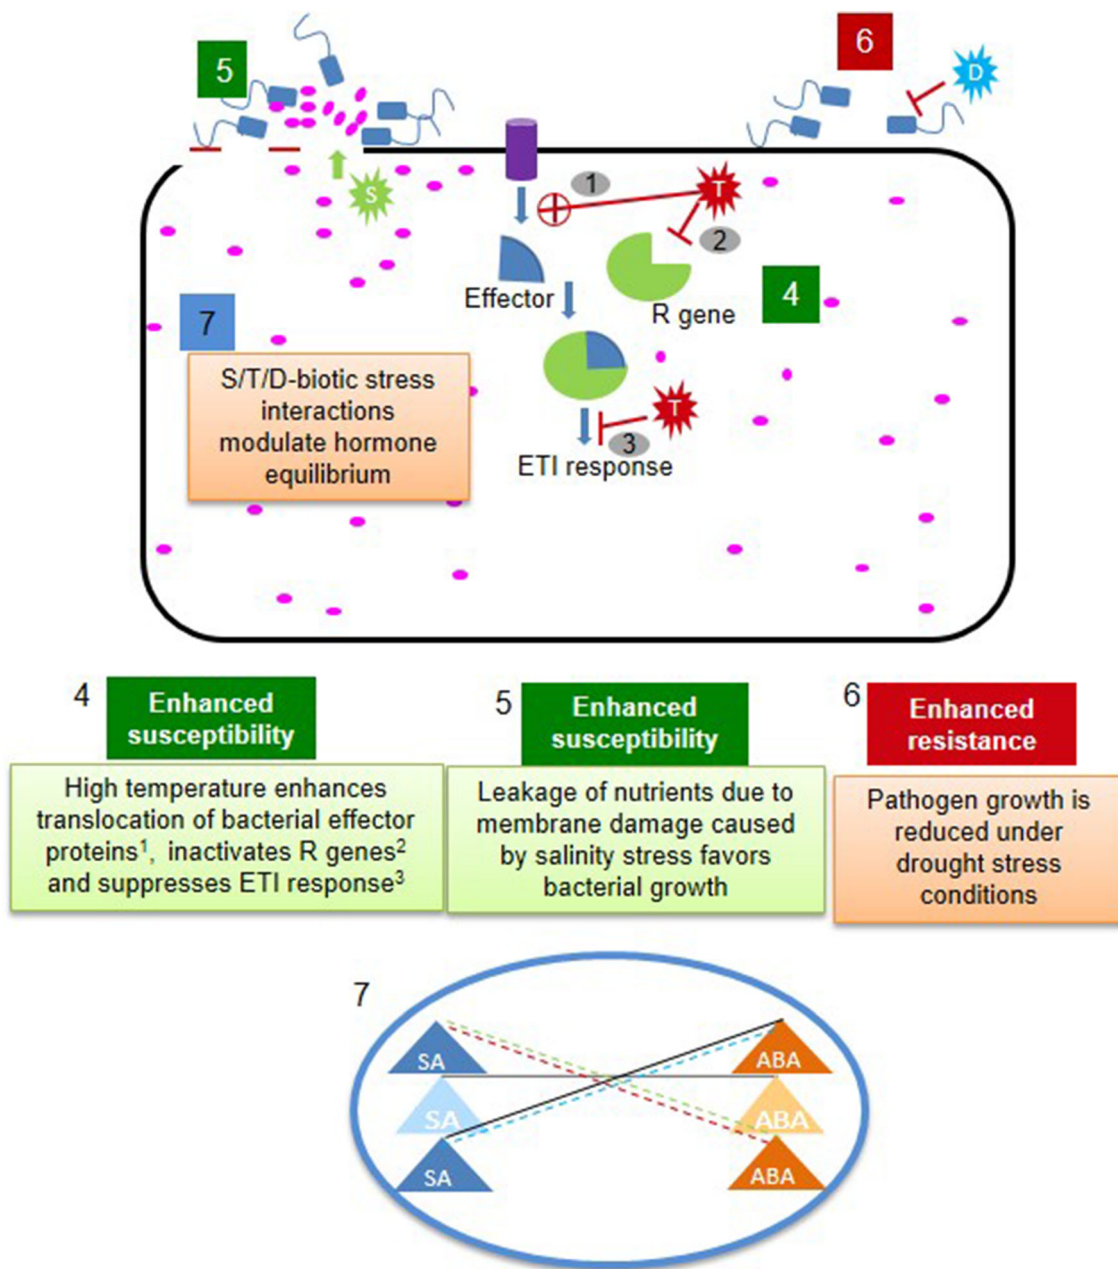 5
6
D
S
1
T
2
Effector
R gene
4
7
S/T/D-biotic stress
interactions
modulate hormone
equilibrium
T
3
ETI response
4
Enhanced
susceptibility
High temperature enhances
translocation of bacterial effector
proteins¹, inactivates R genes²
and suppresses ETI response³
5
Enhanced
susceptibility
Leakage of nutrients due to
membrane damage caused
by salinity stress favors
bacterial growth
6
Enhanced
resistance
Pathogen growth is
reduced under
drought stress
conditions
7
SA
ABA
SA
ABA
SA
ABA